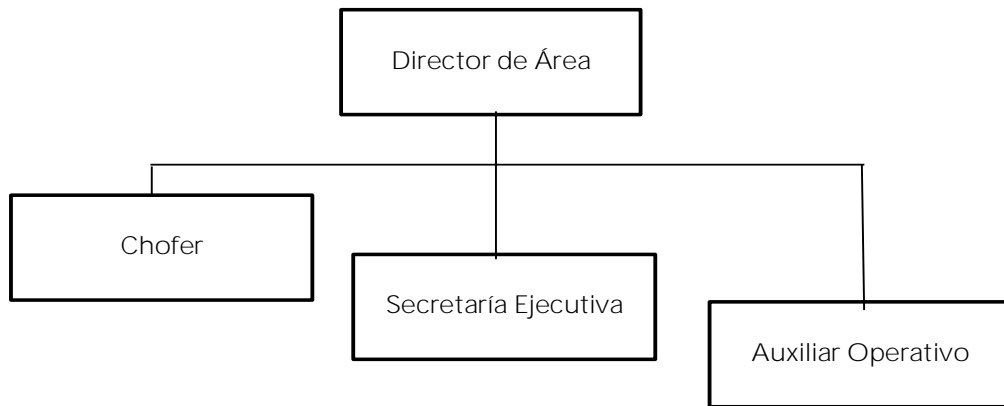 Director de Área
Chofer
Secretaría Ejecutiva
Auxiliar Operativo